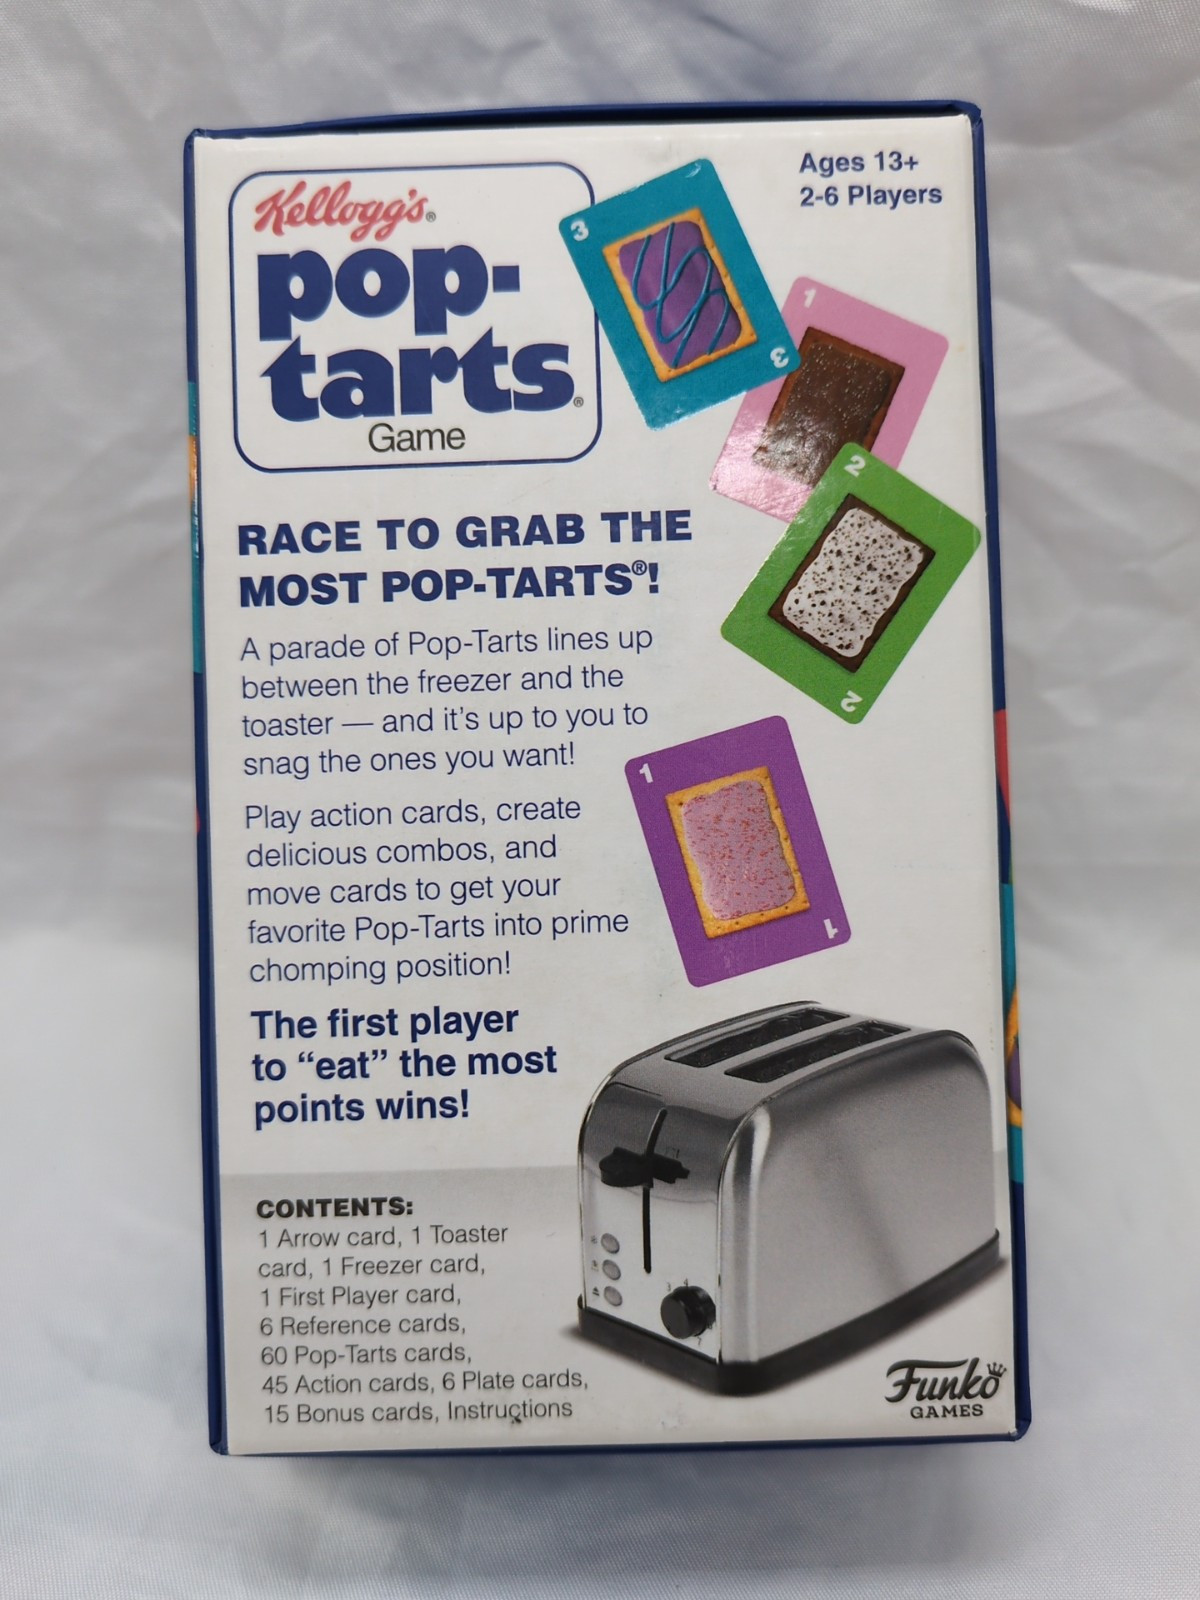 Kellogg's®
pop-
tarts®
Game
Ages 13+
2-6 Players
3
3
1
2
2
1
1
RACE TO GRAB THE
MOST POP-TARTS®!
A parade of Pop-Tarts lines up
between the freezer and the
toaster — and it's up to you to
snag the ones you want!
Play action cards, create
delicious combos, and
move cards to get your
favorite Pop-Tarts into prime
chomping position!
The first player
to “eat” the most
points wins!
CONTENTS:
1 Arrow card, 1 Toaster
card, 1 Freezer card,
1 First Player card,
6 Reference cards,
60 Pop-Tarts cards,
45 Action cards, 6 Plate cards,
15 Bonus cards, Instructions
Funko
GAMES